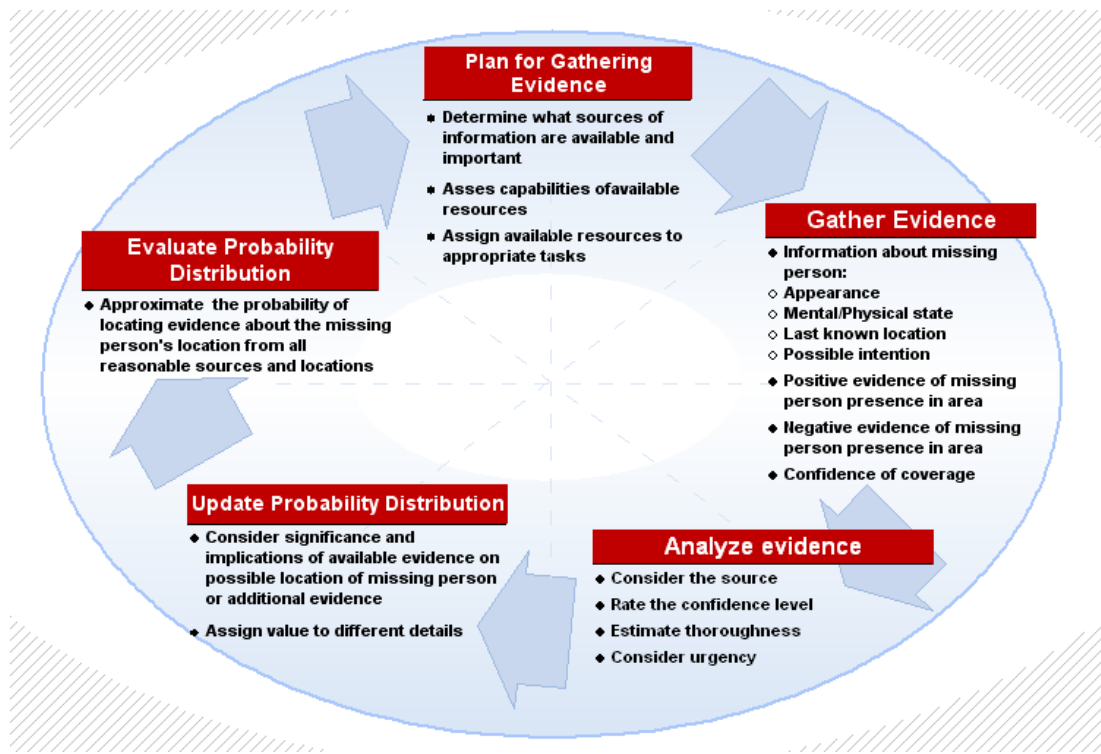 Plan for Gathering
Evidence
Determine what sources of
information are available and
important
Asses capabilities ofavailable
resources
Assign available resources to
appropriate tasks
Gather Evidence
Information about missing
person:
Appearance
Mental/Physical state
Last known location
Possible intention
Positive evidence of missing
person presence in area
Negative evidence of missing
person presence in area
Confidence of coverage
Analyze evidence
Consider the source
Rate the confidence level
Estimate thoroughness
Consider urgency
Update Probability Distribution
Consider significance and
implications of available evidence on
possible location of missing person
or additional evidence
Assign value to different details
Evaluate Probability
Distribution
Approximate the probability of
locating evidence about the missing
person's location from all
reasonable sources and locations